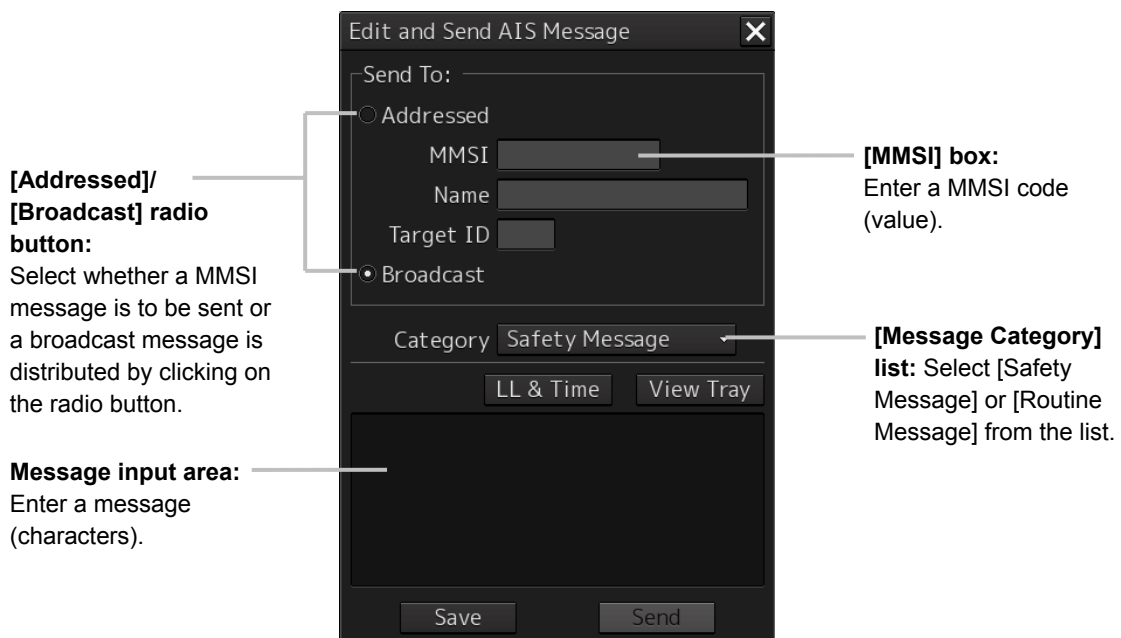 Edit and Send AIS Message
Send To:
Addressed
MMSI
Name
Target ID
Broadcast
Category Safety Message
LL & Time View Tray
Save Send
[Addressed]/
[Broadcast] radio
button:
Select whether a MMSI
message is to be sent or
a broadcast message is
distributed by clicking on
the radio button.
Message input area:
Enter a message
(characters).
[MMSI] box:
Enter a MMSI code
(value).
[Message Category]
list: Select [Safety
Message] or [Routine
Message] from the list.